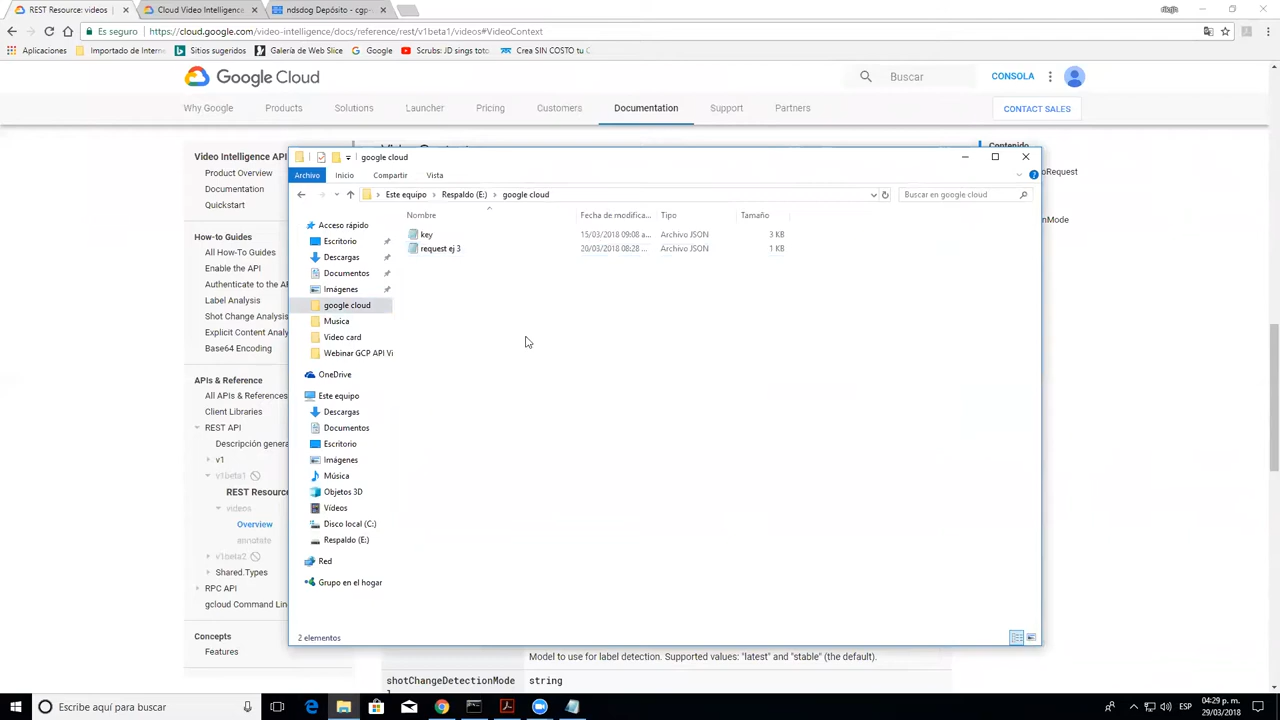 REST Resource: videos
Cloud Video Intelligence
ndsdog Depósito - cgp-
Es seguro
https://cloud.google.com/video-intelligence/docs/reference/rest/v1beta1/videos#VideoContext
Aplicaciones
Importado de Intern
Sitios sugeridos
Galería de Web Slice
Google
Scrubs: JD sings toto
Crea SIN COSTO tu C
Google Cloud
Buscar
CONSOLA
Why Google
Products
Solutions
Launcher
Pricing
Customers
Documentation
Support
Partners
CONTACT SALES
Video Intelligence API
Product Overview
Documentation
Quickstart
How-to Guides
All How-To Guides
Enable the API
Authenticate to the A
Label Analysis
Shot Change Analysis
Explicit Content Analy
Base64 Encoding
APIs & Reference
All APIs & References
Client Libraries
REST API
Descripción genera
v1
v1beta1
REST Resource
videos
Overview
annotate
v1beta2
Shared.Types
RPC API
gcloud Command Lin
Concepts
Features
Contenido
oRequest
nMode
google cloud
Archivo
Inicio
Compartir
Vista
Este equipo
Respaldo (E:)
google cloud
Buscar en google cloud
Nombre
Fecha de modifica...
Tipo
Tamaño
key
15/03/2018 09:08 a...
Archivo JSON
3 KB
request ej 3
20/03/2018 08:28 ...
Archivo JSON
1 KB
Acceso rápido
Escritorio
Descargas
Documentos
Imágenes
google cloud
Musica
Video card
Webinar GCP API Vi
OneDrive
Este equipo
Descargas
Documentos
Escritorio
Imágenes
Música
Objetos 3D
Vídeos
Disco local (C:)
Respaldo (E:)
Red
Grupo en el hogar
2 elementos
Model to use for label detection. Supported values: "latest" and "stable" (the default).
shotChangeDetectionMode
string
Escribe aquí para buscar
ESP
04:29 p. m.
29/03/2018